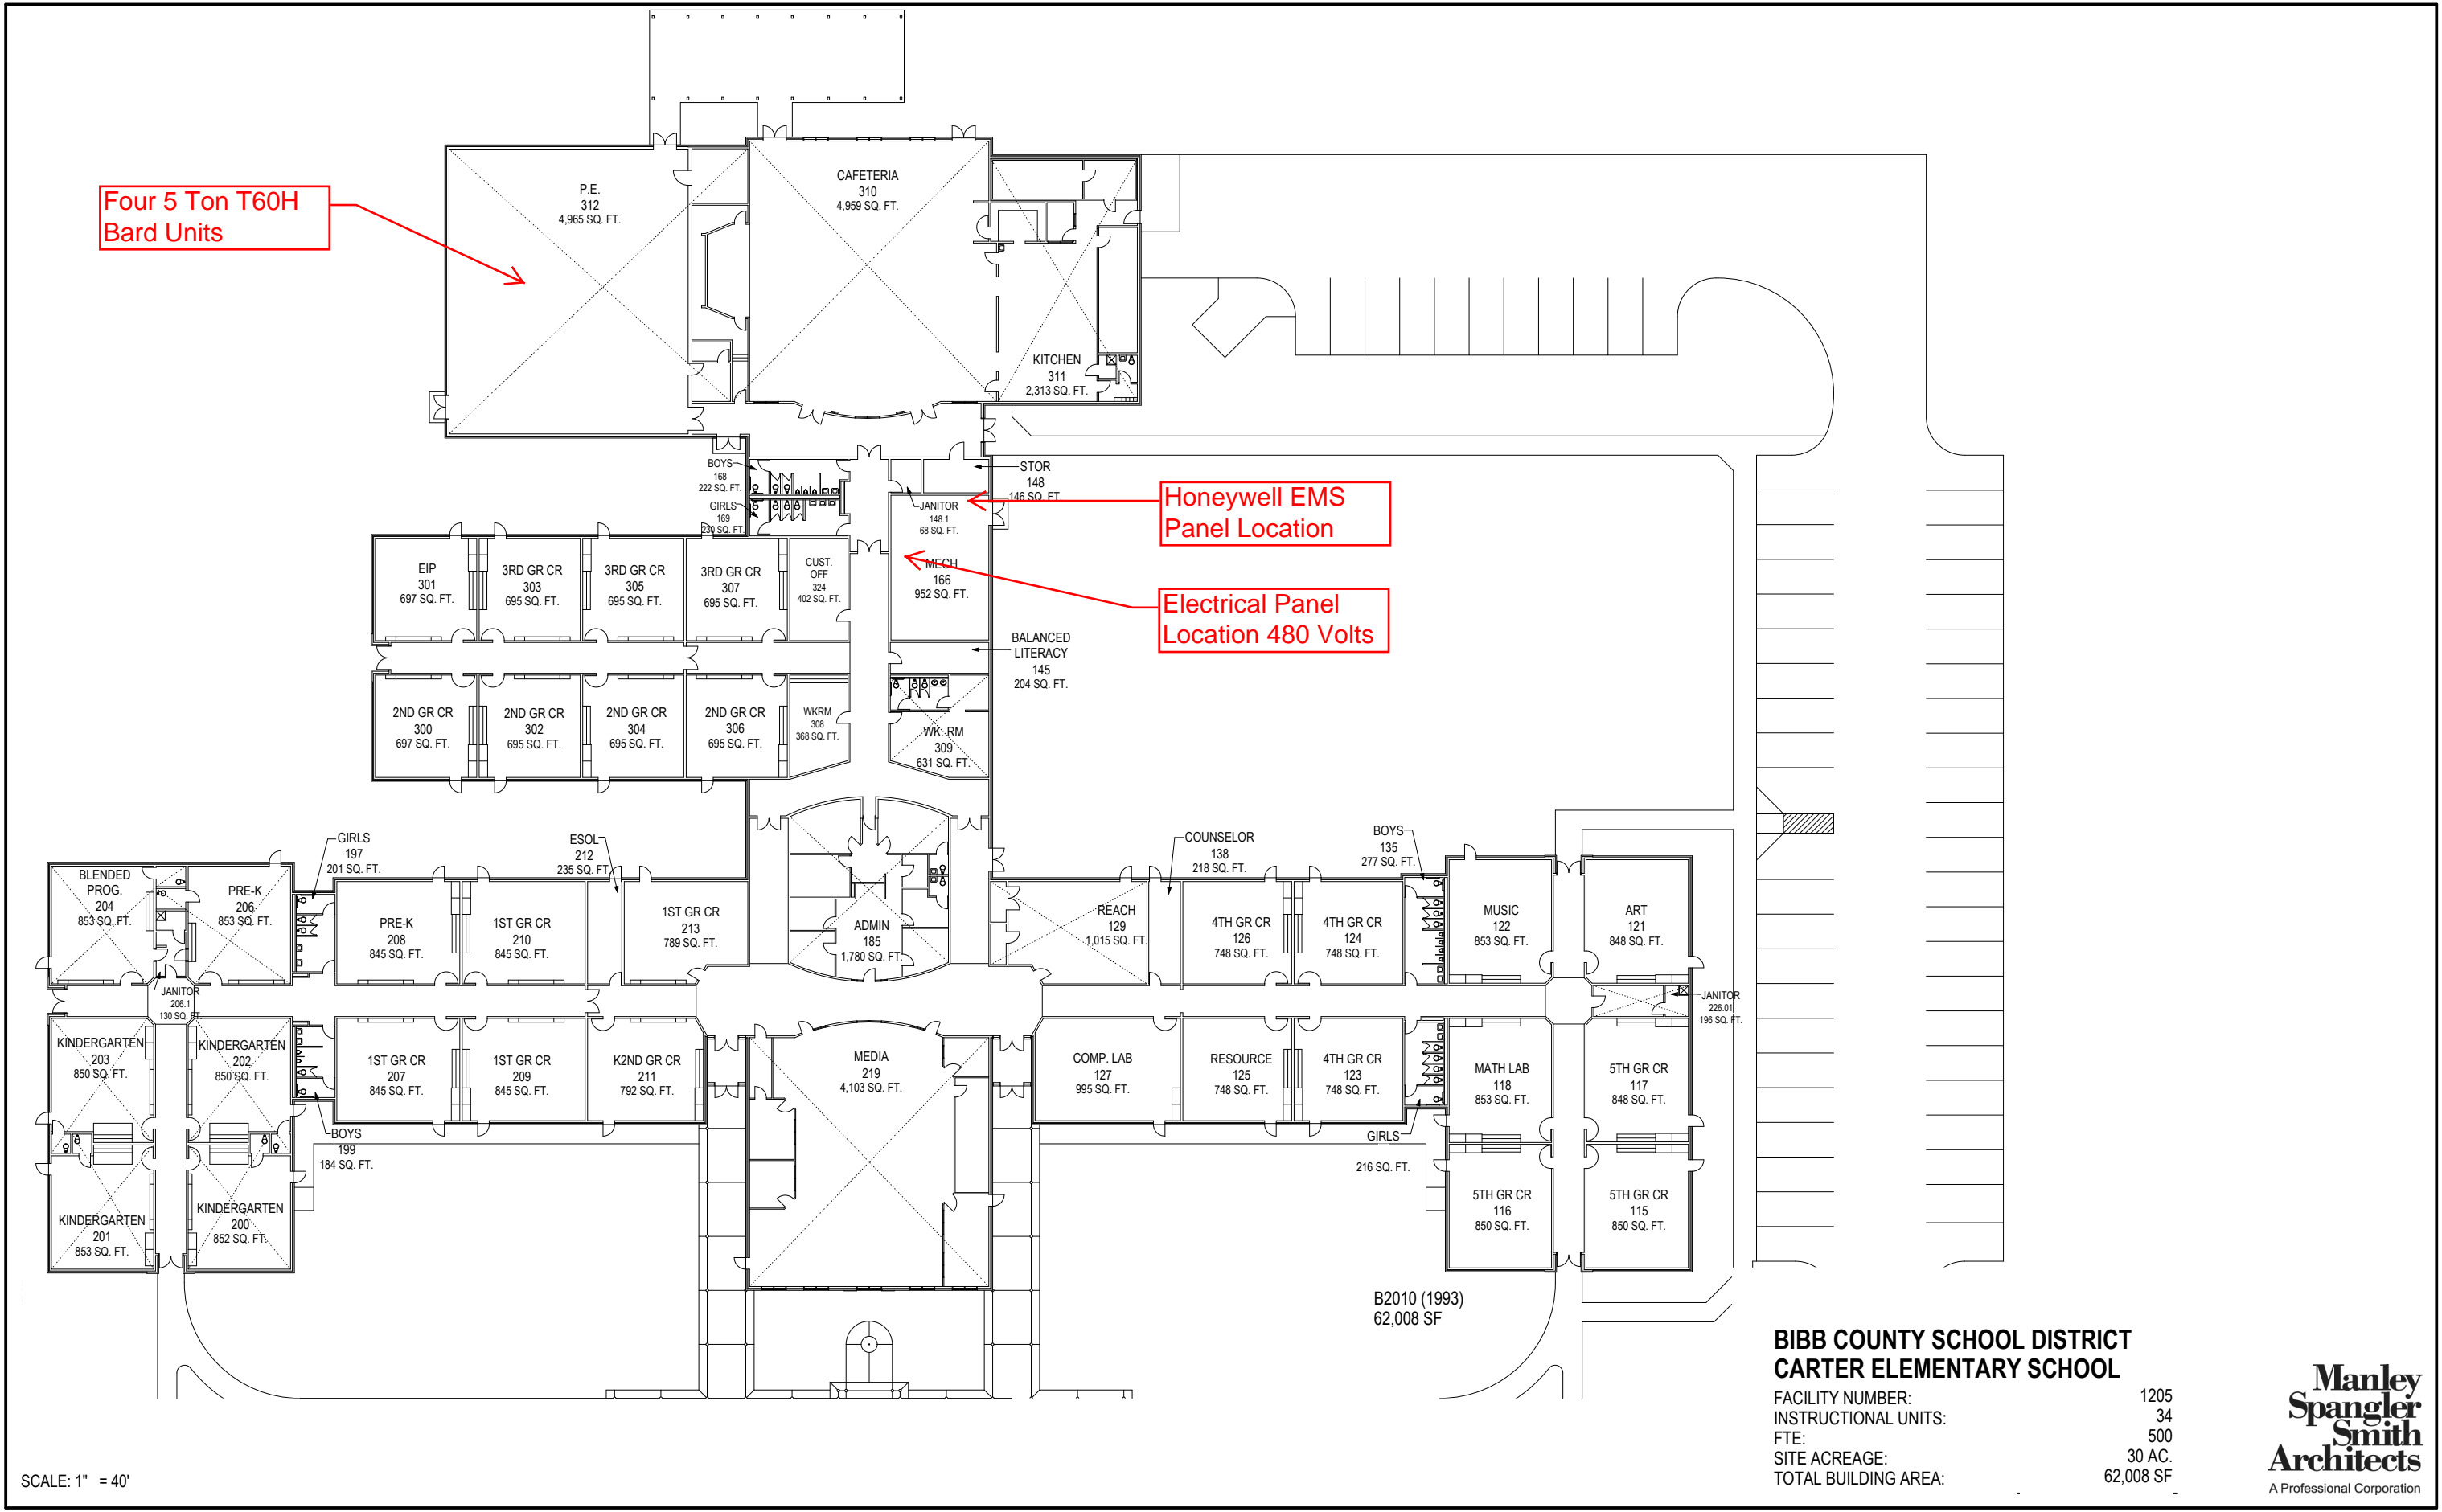 Four 5 Ton T60H
Bard Units
P.E.
312
4,965 SQ. FT.
CAFETERIA
310
4,959 SQ. FT.
KITCHEN
311
2,313 SQ. FT.
BOYS
168
222 SQ. FT.
GIRLS
169
230 SQ. FT.
STOR
148
146 SQ. FT.
JANITOR
148.1
68 SQ. FT.
Honeywell EMS
Panel Location
MECH
166
952 SQ. FT.
Electrical Panel
Location 480 Volts
EIP
301
697 SQ. FT.
3RD GR CR
303
695 SQ. FT.
3RD GR CR
305
695 SQ. FT.
3RD GR CR
307
695 SQ. FT.
CUST.
OFF
324
402 SQ. FT.
BALANCED
LITERACY
145
204 SQ. FT.
2ND GR CR
300
697 SQ. FT.
2ND GR CR
302
695 SQ. FT.
2ND GR CR
304
695 SQ. FT.
2ND GR CR
306
695 SQ. FT.
WKRM
308
368 SQ. FT.
WK. RM
309
631 SQ. FT.
GIRLS
197
201 SQ. FT.
ESOL
212
235 SQ. FT.
COUNSELOR
138
218 SQ. FT.
BOYS
135
277 SQ. FT.
BLENDED
PROG.
204
853 SQ. FT.
PRE-K
206
853 SQ. FT.
PRE-K
208
845 SQ. FT.
1ST GR CR
210
845 SQ. FT.
1ST GR CR
213
789 SQ. FT.
ADMIN
185
1,780 SQ. FT.
REACH
129
1,015 SQ. FT.
4TH GR CR
126
748 SQ. FT.
4TH GR CR
124
748 SQ. FT.
MUSIC
122
853 SQ. FT.
ART
121
848 SQ. FT.
JANITOR
206.1
130 SQ. FT.
JANITOR
226.01
196 SQ. FT.
KINDERGARTEN
203
850 SQ. FT.
KINDERGARTEN
202
850 SQ. FT.
1ST GR CR
207
845 SQ. FT.
1ST GR CR
209
845 SQ. FT.
K2ND GR CR
211
792 SQ. FT.
MEDIA
219
4,103 SQ. FT.
COMP. LAB
127
995 SQ. FT.
RESOURCE
125
748 SQ. FT.
4TH GR CR
123
748 SQ. FT.
MATH LAB
118
853 SQ. FT.
5TH GR CR
117
848 SQ. FT.
BOYS
199
184 SQ. FT.
GIRLS
216 SQ. FT.
KINDERGARTEN
201
853 SQ. FT.
KINDERGARTEN
200
852 SQ. FT.
5TH GR CR
116
850 SQ. FT.
5TH GR CR
115
850 SQ. FT.
B2010 (1993)
62,008 SF
BIBB COUNTY SCHOOL DISTRICT
CARTER ELEMENTARY SCHOOL
FACILITY NUMBER: 1205
INSTRUCTIONAL UNITS: 34
FTE: 500
SITE ACREAGE: 30 AC.
TOTAL BUILDING AREA: 62,008 SF
Manley
Spangler
Smith
Architects
A Professional Corporation
SCALE: 1" = 40'